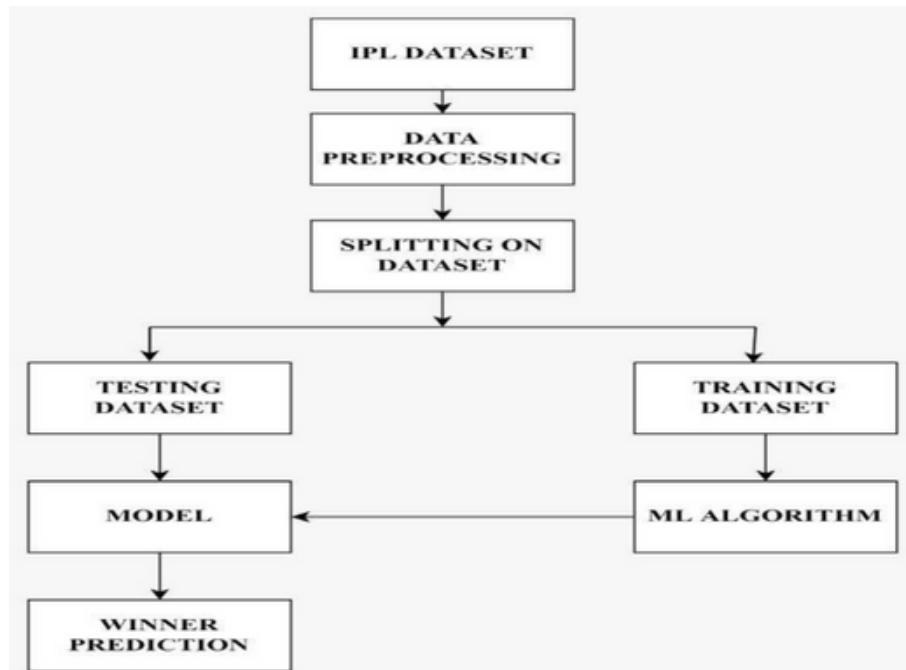 IPL DATASET
DATA
PREPROCESSING
SPLITTING ON
DATASET
TESTING
DATASET
TRAINING
DATASET
MODEL
ML ALGORITHM
WINNER
PREDICTION